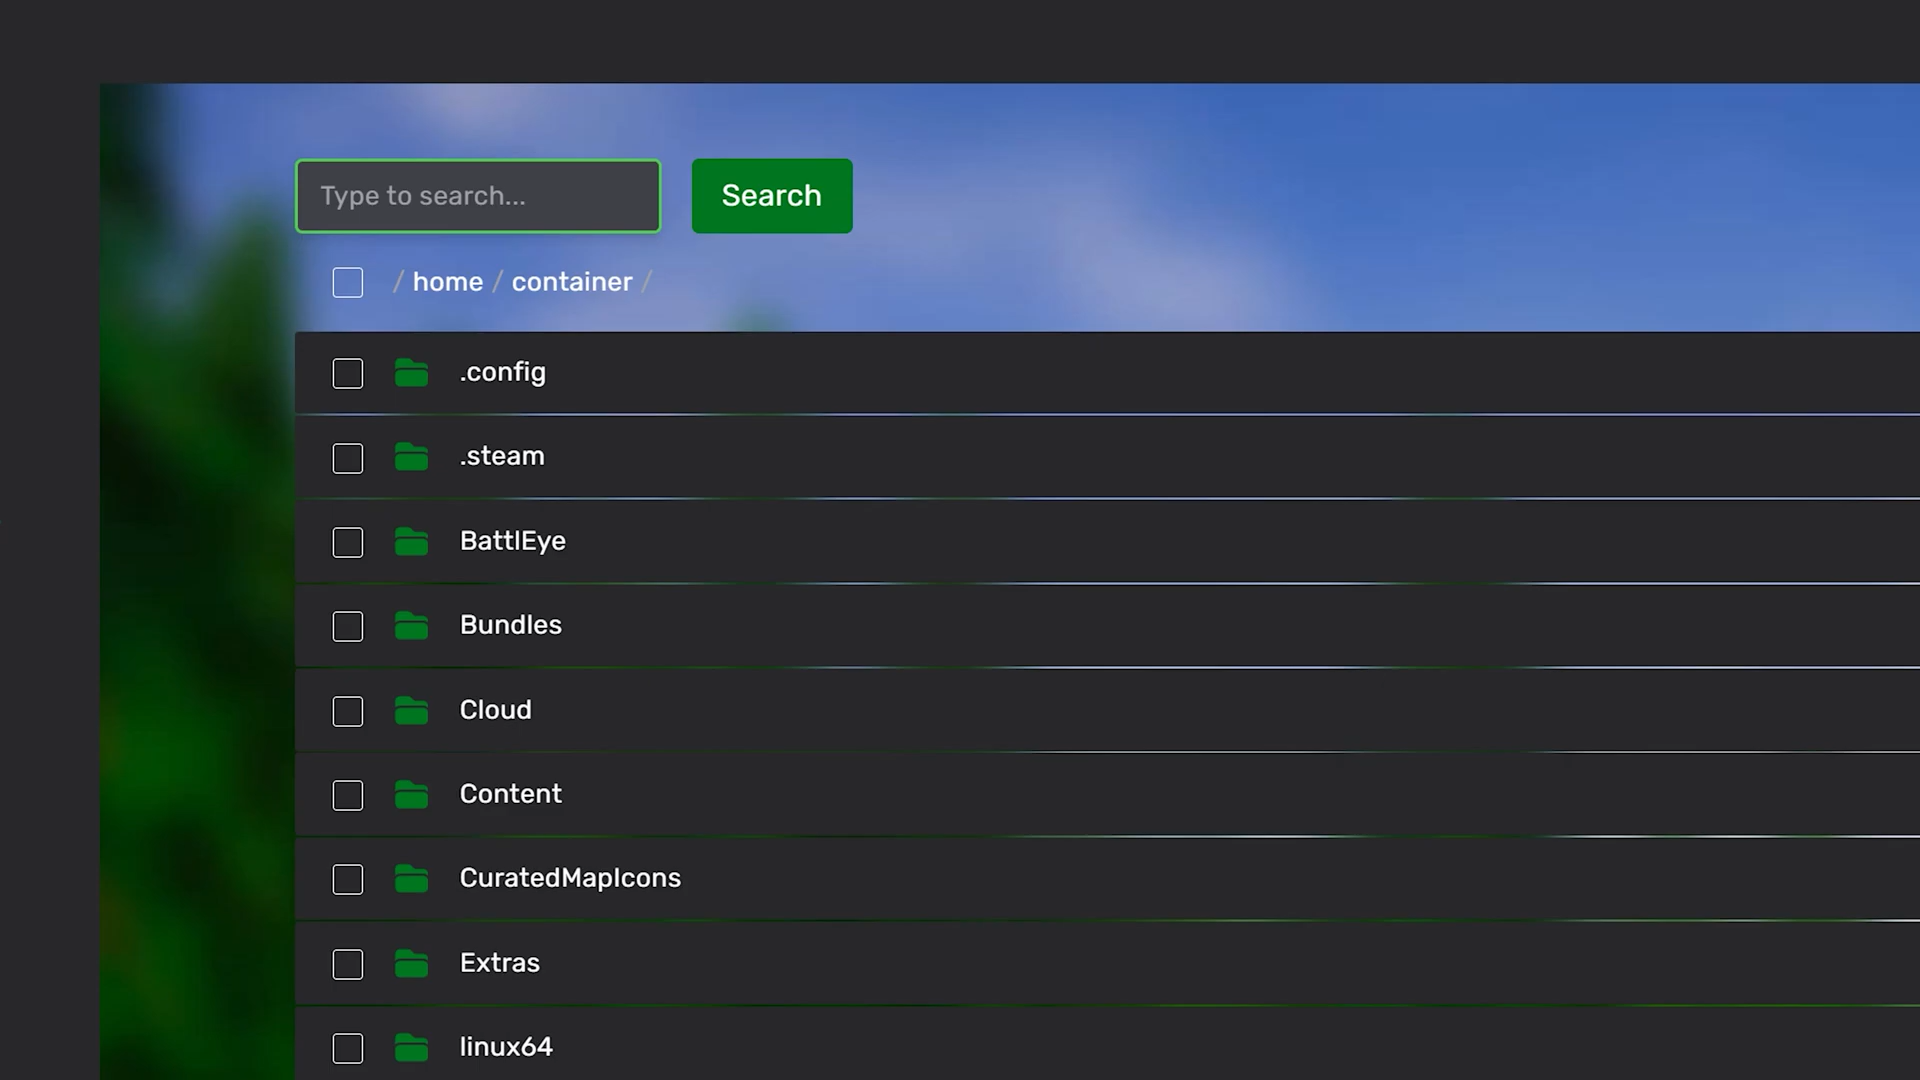 Type to search...
Search
/ home / container /
.config
.steam
BattlEye
Bundles
Cloud
Content
CuratedMapIcons
Extras
linux64